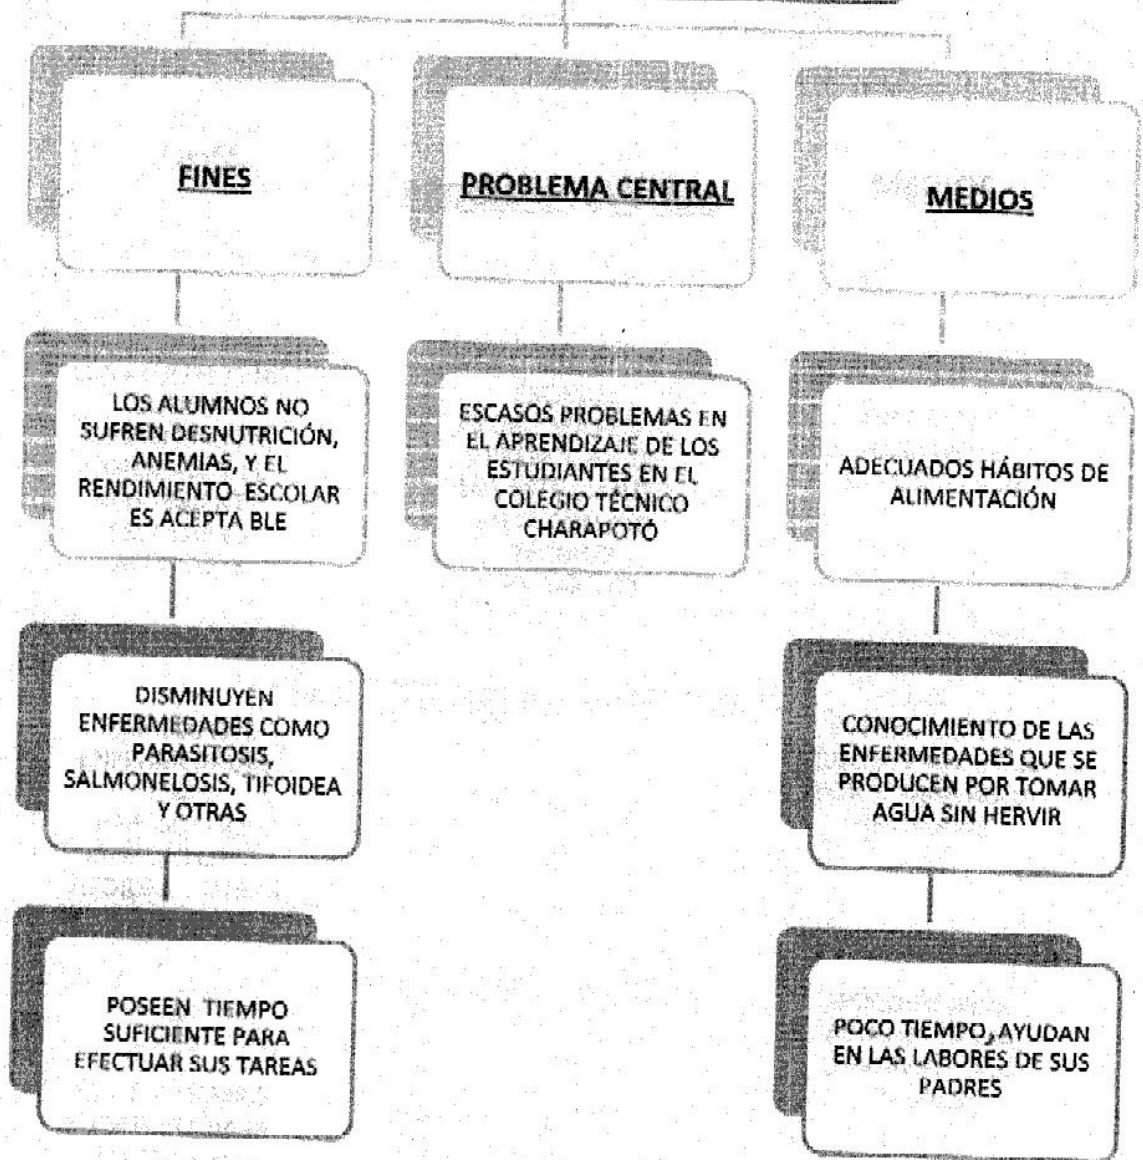 FINES
PROBLEMA CENTRAL
MEDIOS
LOS ALUMNOS NO
SUFREN DESNUTRICIÓN,
ANEMIAS, Y EL
RENDIMIENTO ESCOLAR
ES ACEPTA BLE
ESCASOS PROBLEMAS EN
EL APRENDIZAJE DE LOS
ESTUDIANTES EN EL
COLEGIO TÉCNICO
CHARAPOTÓ
ADECUADOS HÁBITOS DE
ALIMENTACIÓN
DISMINUYEN
ENFERMEDADES COMO
PARASITOSIS,
SALMONELOSIS, TIFOIDEA
Y OTRAS
CONOCIMIENTO DE LAS
ENFERMEDADES QUE SE
PRODUCEN POR TOMAR
AGUA SIN HERVIR
POSEEN TIEMPO
SUFICIENTE PARA
EFECTUAR SUS TAREAS
POCO TIEMPO, AYUDAN
EN LAS LABORES DE SUS
PADRES